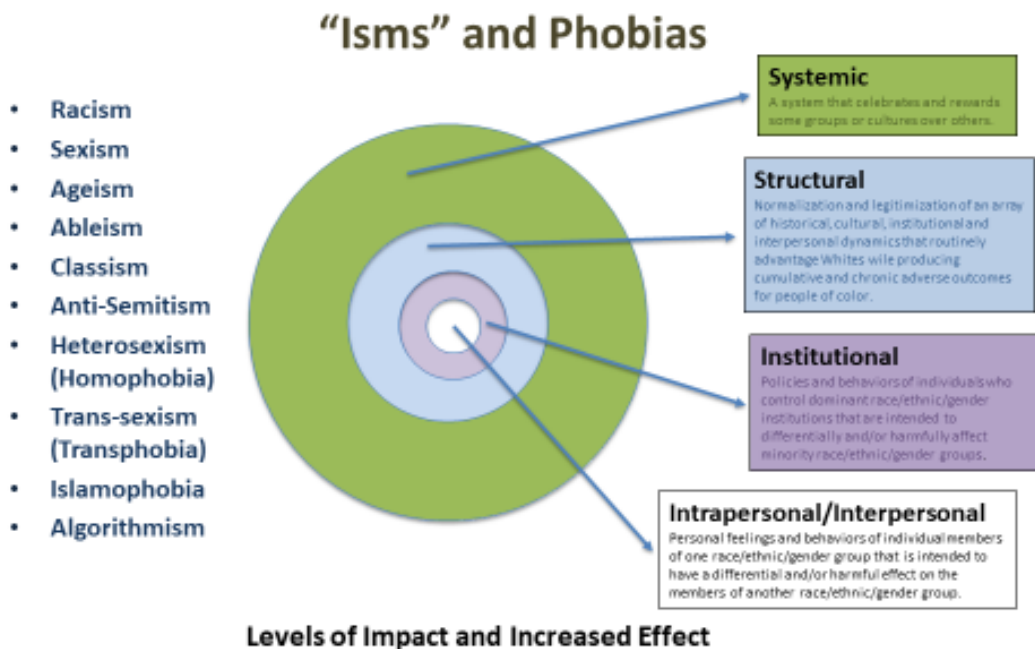 “Isms” and Phobias
• Racism
• Sexism
• Ageism
• Ableism
• Classism
• Anti-Semitism
• Heterosexism
(Homophobia)
• Trans-sexism
(Transphobia)
• Islamophobia
• Algorithmism
Systemic
A system that celebrates and rewards
some groups or cultures over others.
Structural
Normalization and legitimization of an array
of historical, cultural, institutional and
interpersonal dynamics that routinely
advantage Whites wile producing
cumulative and chronic adverse outcomes
for people of color.
Institutional
Policies and behaviors of individuals who
control dominant race/ethnic/gender
institutions that are intended to
differentially and/or harmfully affect
minority race/ethnic/gender groups.
Intrapersonal/Interpersonal
Personal feelings and behaviors of individual members
of one race/ethnic/gender group that is intended to
have a differential and/or harmful effect on the
members of another race/ethnic/gender group.
Levels of Impact and Increased Effect